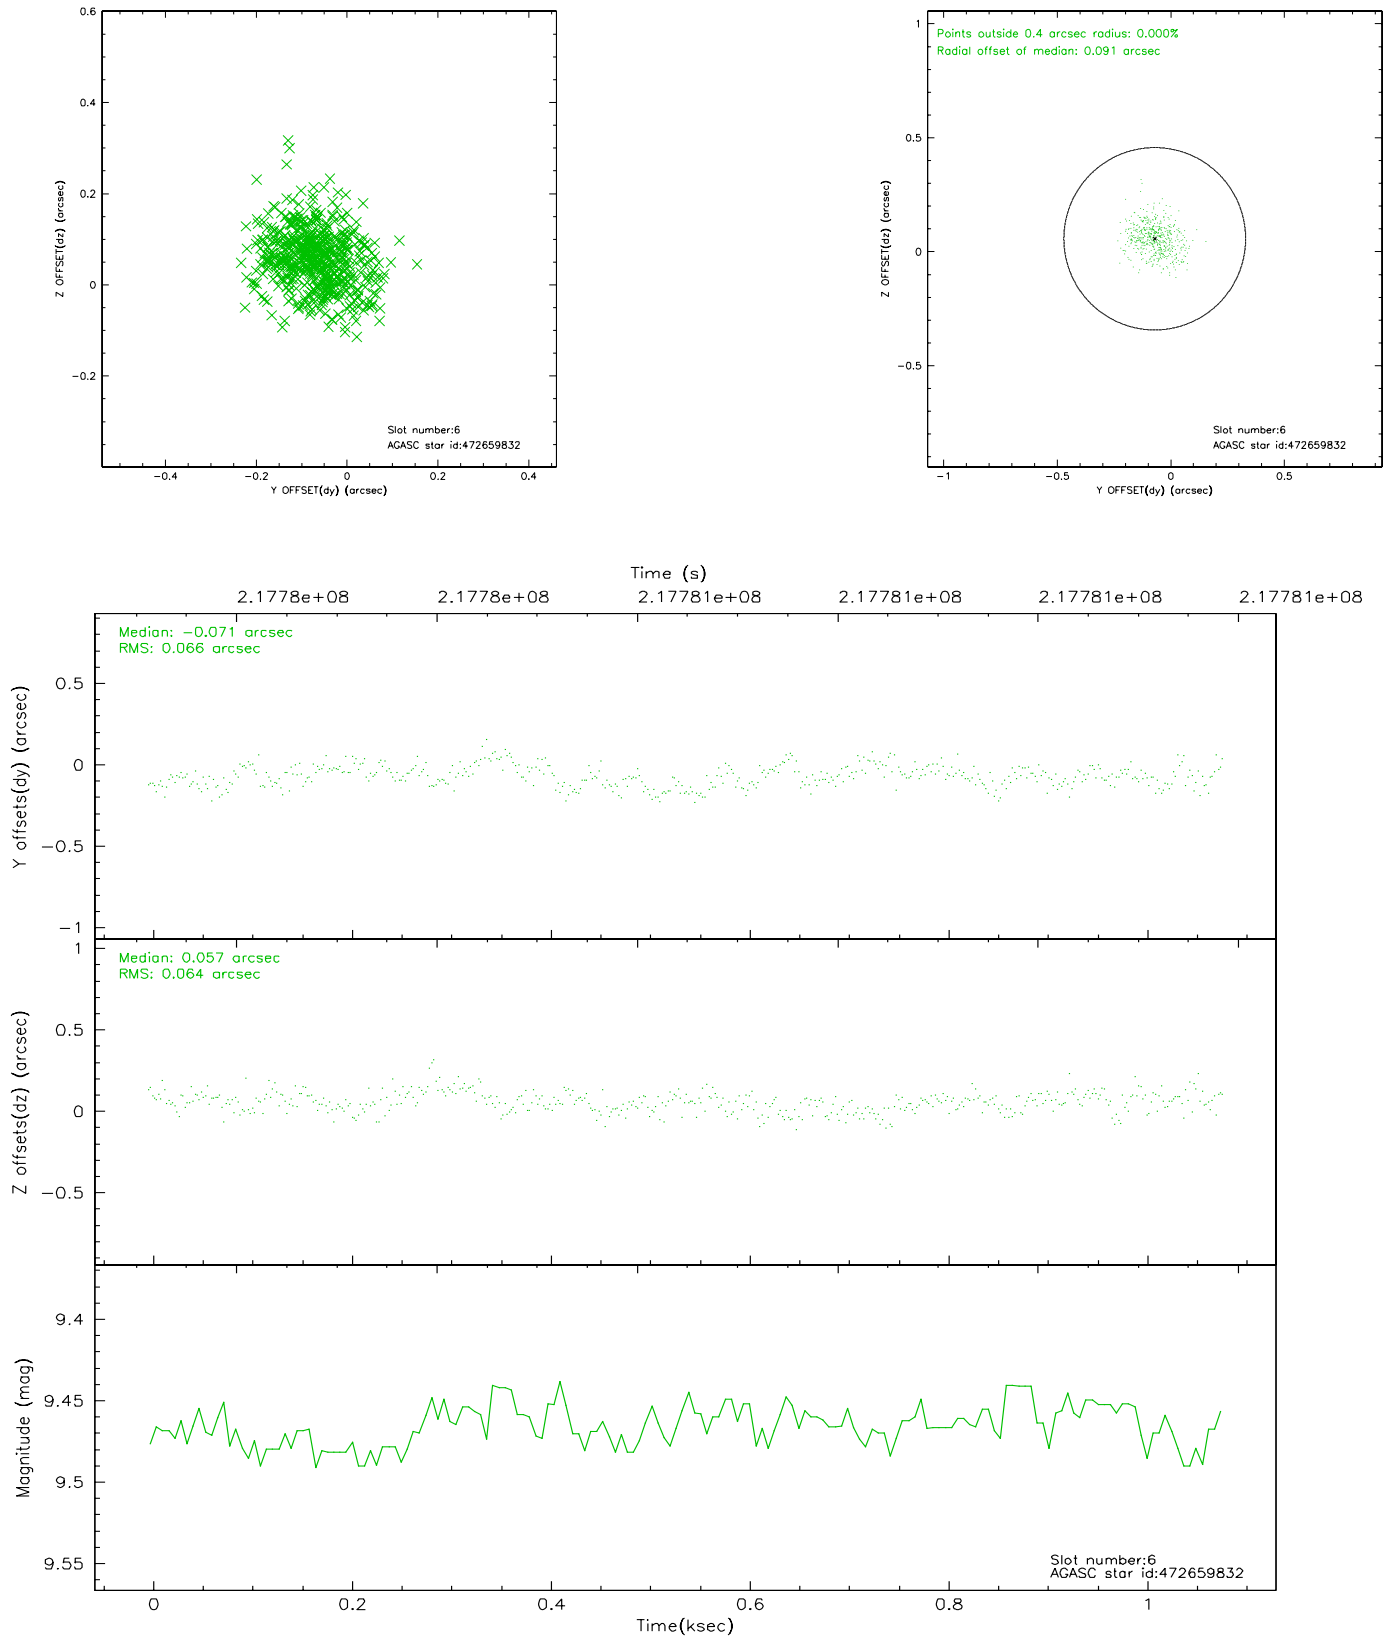 0.6
0.4
0.2
0
−0.2
Z OFFSET(dz) (arcsec)
Slot number:6
AGASC star id:472659832
−0.4
−0.2
0
0.2
0.4
Y OFFSET(dy) (arcsec)
Points outside 0.4 arcsec radius: 0.000%
Radial offset of median: 0.091 arcsec
1
0.5
0
−0.5
Z OFFSET(dz) (arcsec)
Slot number:6
AGASC star id:472659832
−1
−0.5
0
0.5
Y OFFSET(dy) (arcsec)
Time (s)
2.1778e+08
2.1778e+08
2.17781e+08
2.17781e+08
2.17781e+08
2.17781e+08
Median: −0.071 arcsec
RMS: 0.066 arcsec
0.5
0
−0.5
−1
Y offsets(dy) (arcsec)
Median: 0.057 arcsec
RMS: 0.064 arcsec
1
0.5
0
−0.5
Z offsets(dz) (arcsec)
9.4
9.45
9.5
9.55
Magnitude (mag)
Slot number:6
AGASC star id:472659832
0
0.2
0.4
0.6
0.8
1
Time(ksec)